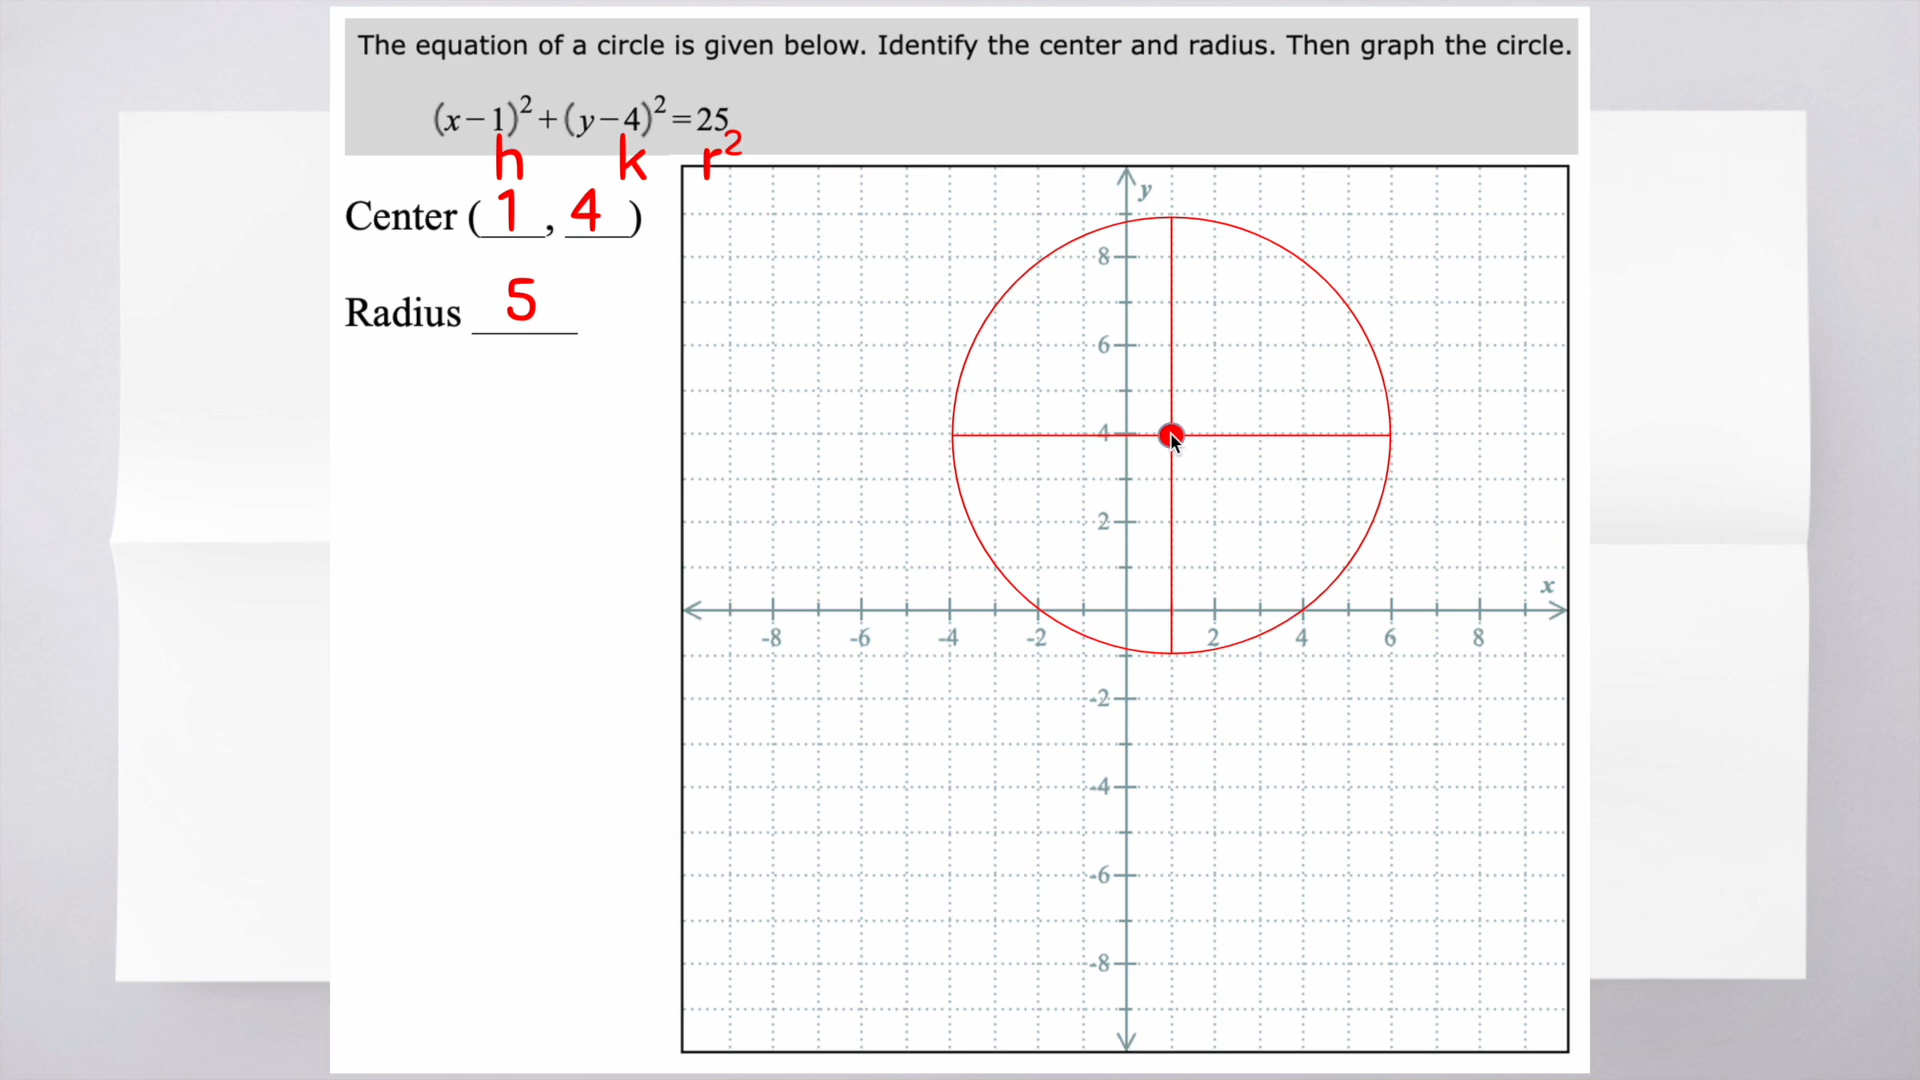 The equation of a circle is given below. Identify the center and radius. Then graph the circle.
(x−1)²+(y−4)²=25
h k r²
Center (1, 4)
Radius 5
y
8
6
4
2
x
-8 -6 -4 -2 2 4 6 8
-2
-4
-6
-8